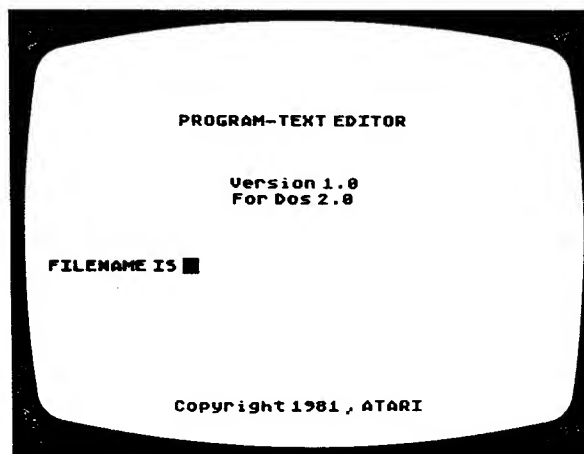 PROGRAM-TEXT EDITOR
Version 1.0
For Dos 2.0
FILENAME IS
Copyright 1981, ATARI